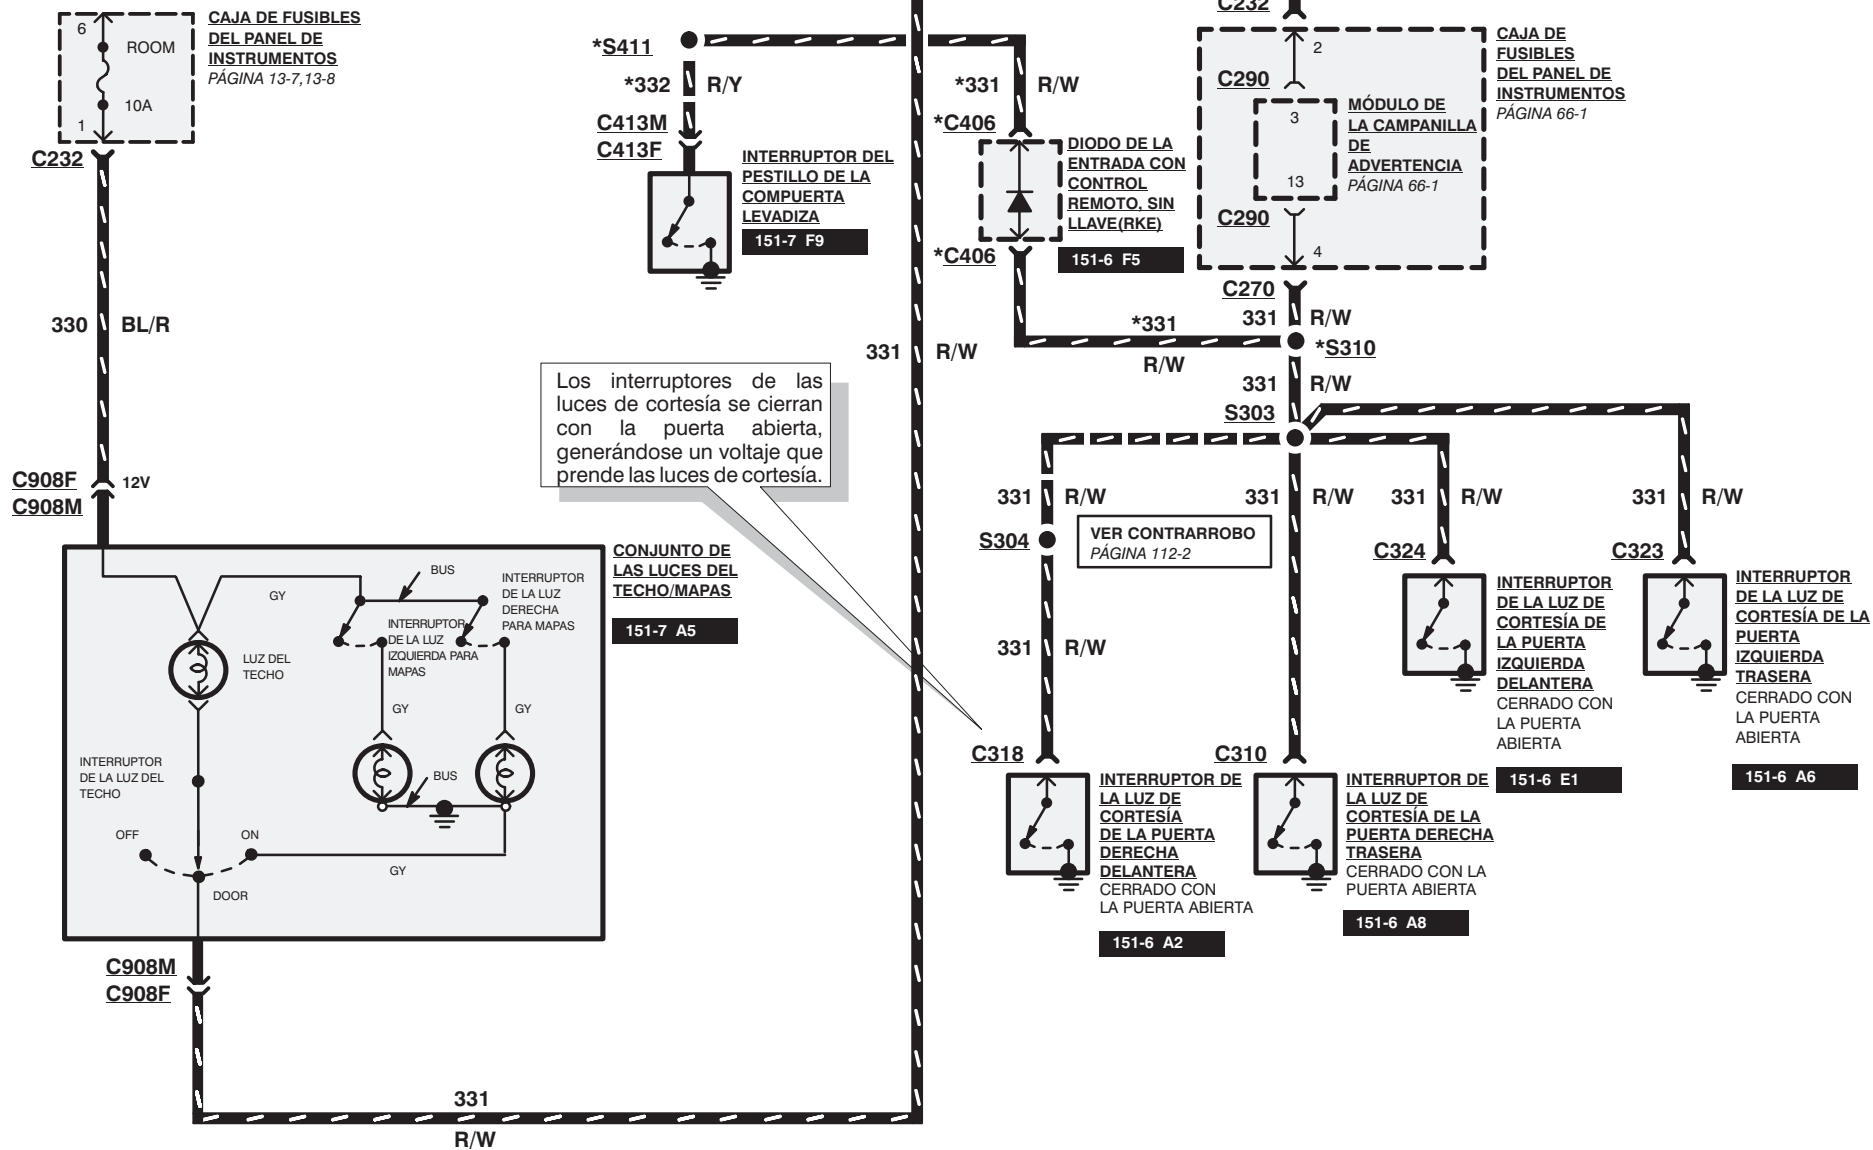 6
ROOM
10A
1
CAJA DE FUSIBLES
DEL PANEL DE
INSTRUMENTOS
PÁGINA 13-7,13-8
C232
330
BL/R
C908F
12V
C908M
CONJUNTO DE
LAS LUCES DEL
TECHO/MAPAS
151-7 A5
GY
BUS
INTERRUPTOR
DE LA LUZ
DERECHA
PARA MAPAS
INTERRUPTOR
DE LA LUZ
IZQUIERDA PARA
MAPAS
LUZ DEL
TECHO
GY
GY
INTERRUPTOR
DE LA LUZ DEL
TECHO
BUS
OFF
ON
GY
DOOR
C908M
C908F
331
R/W
*S411
*332
R/Y
C413M
C413F
INTERRUPTOR DEL
PESTILLO DE LA
COMPUERTA
LEVADIZA
151-7 F9
331
R/W
Los interruptores de las
luces de cortesía se cierran
con la puerta abierta,
generándose un voltaje que
prende las luces de cortesía.
*331
R/W
*C406
DIODO DE LA
ENTRADA CON
CONTROL
REMOTO, SIN
LLAVE(RKE)
*C406
151-6 F5
*331
R/W
C232
2
C290
3
13
MÓDULO DE
LA CAMPANILLA
DE
ADVERTENCIA
PÁGINA 66-1
C290
4
CAJA DE
FUSIBLES
DEL PANEL DE
INSTRUMENTOS
PÁGINA 66-1
C270
331
R/W
*S310
331
R/W
S303
331
R/W
331
R/W
331
R/W
331
R/W
S304
VER CONTRARROBO
PÁGINA 112-2
331
R/W
C324
C323
INTERRUPTOR
DE LA LUZ DE
CORTESÍA DE
LA PUERTA
IZQUIERDA
DELANTERA
CERRADO CON
LA PUERTA
ABIERTA
151-6 E1
INTERRUPTOR
DE LA LUZ DE
CORTESÍA DE LA
PUERTA
IZQUIERDA
TRASERA
CERRADO CON
LA PUERTA
ABIERTA
151-6 A6
C318
C310
INTERRUPTOR DE
LA LUZ DE
CORTESÍA
DE LA PUERTA
DERECHA
DELANTERA
CERRADO CON
LA PUERTA ABIERTA
151-6 A2
INTERRUPTOR DE
LA LUZ DE
CORTESÍA DE LA
PUERTA DERECHA
TRASERA
CERRADO CON LA
PUERTA ABIERTA
151-6 A8